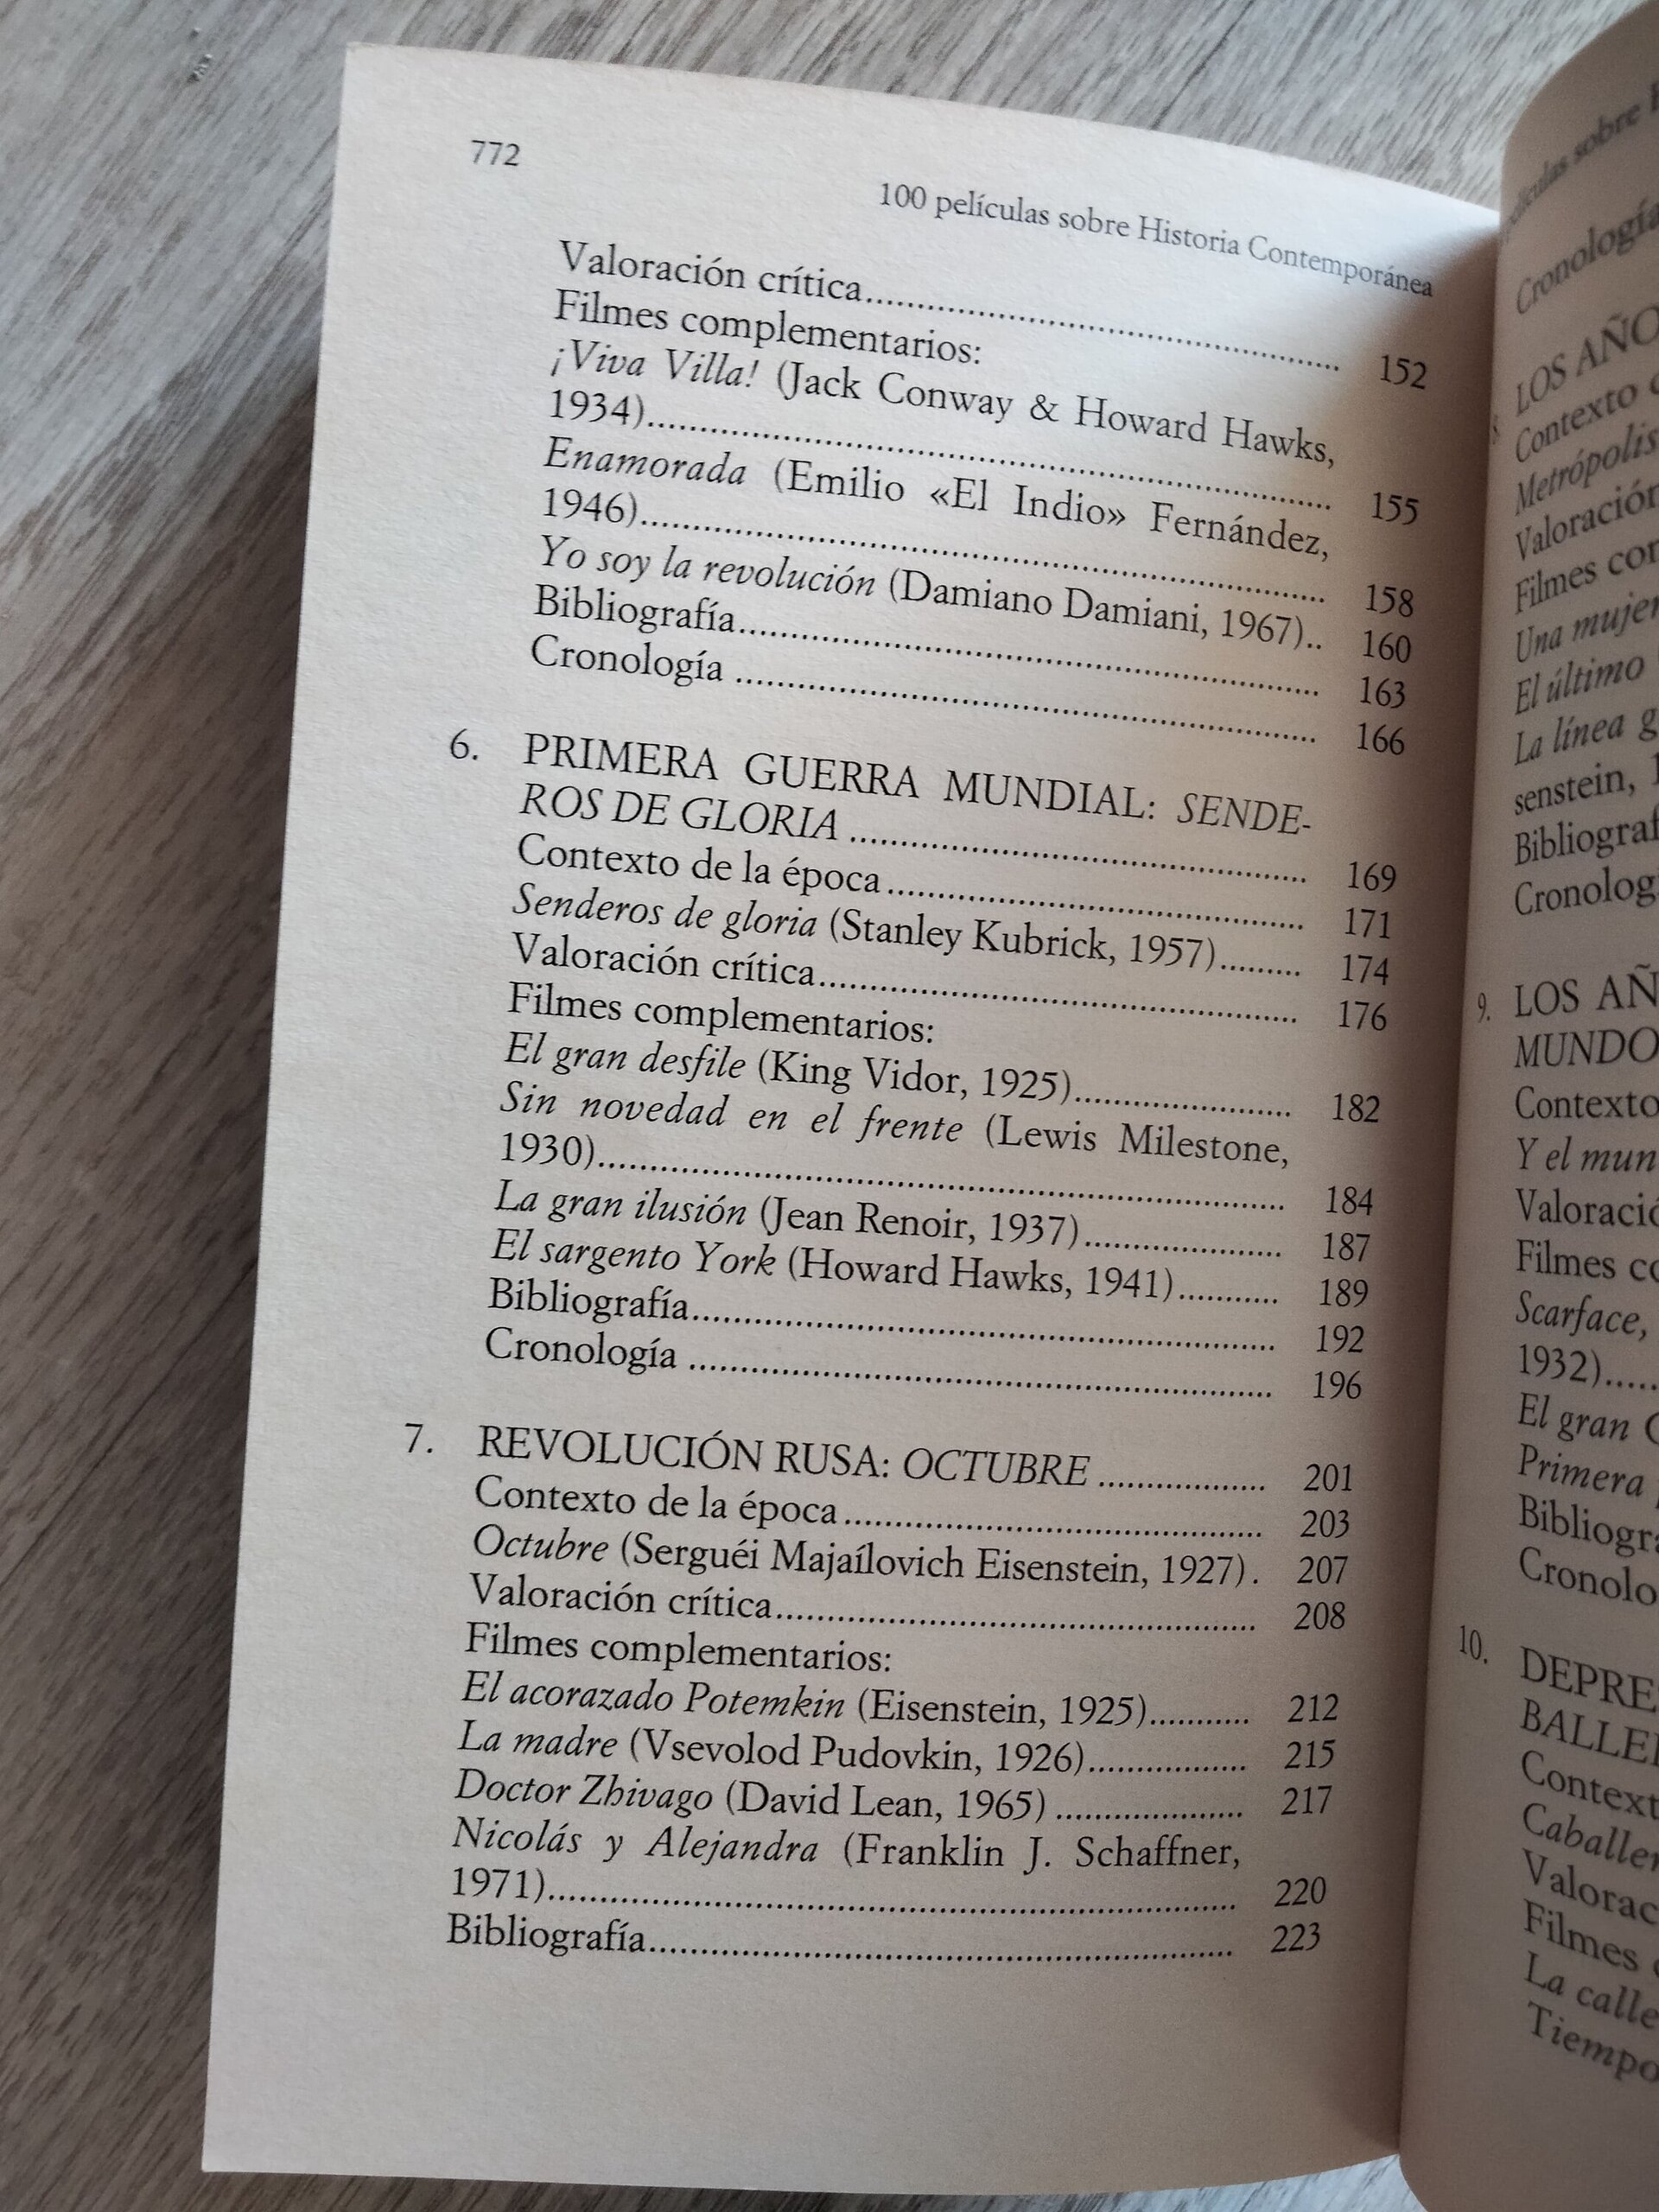 772
100 películas sobre Historia Contemporánea
Valoración crítica........ 152
Filmes complementarios:
¡Viva Villa! (Jack Conway & Howard Hawks,
1934)........ 155
Enamorada (Emilio «El Indio» Fernández,
1946)........ 158
Yo soy la revolución (Damiano Damiani, 1967).. 160
Bibliografía........ 163
Cronología ........ 166
6. PRIMERA GUERRA MUNDIAL: SENDE-
ROS DE GLORIA ........ 169
Contexto de la época ........ 171
Senderos de gloria (Stanley Kubrick, 1957)......... 174
Valoración crítica........ 176
Filmes complementarios:
El gran desfile (King Vidor, 1925)........ 182
Sin novedad en el frente (Lewis Milestone,
1930)........ 184
La gran ilusión (Jean Renoir, 1937)........ 187
El sargento York (Howard Hawks, 1941)........... 189
Bibliografía........ 192
Cronología ........ 196
7. REVOLUCIÓN RUSA: OCTUBRE ........ 201
Contexto de la época ........ 203
Octubre (Serguéi Majaílovich Eisenstein, 1927). 207
Valoración crítica........ 208
Filmes complementarios:
El acorazado Potemkin (Eisenstein, 1925)........... 212
La madre (Vsevolod Pudovkin, 1926)........ 215
Doctor Zhivago (David Lean, 1965) ........ 217
Nicolás y Alejandra (Franklin J. Schaffner,
1971)........ 220
Bibliografía........ 223
sobre
Cronología
LOS AÑO
Contexto
Metrópolis
Valoración
Filmes
Una mujer
El último
La línea g
senstein,
Bibliograf
Cronolog
9. LOS AÑ
MUNDO
Contexto
Y el mun
Valoració
Filmes co
Scarface,
1932).....
El gran
Primera
Bibliogr
Cronolo
10. DEPRE
BALLE
Context
Caballe
Valorac
Filmes
La calle
Tiempo